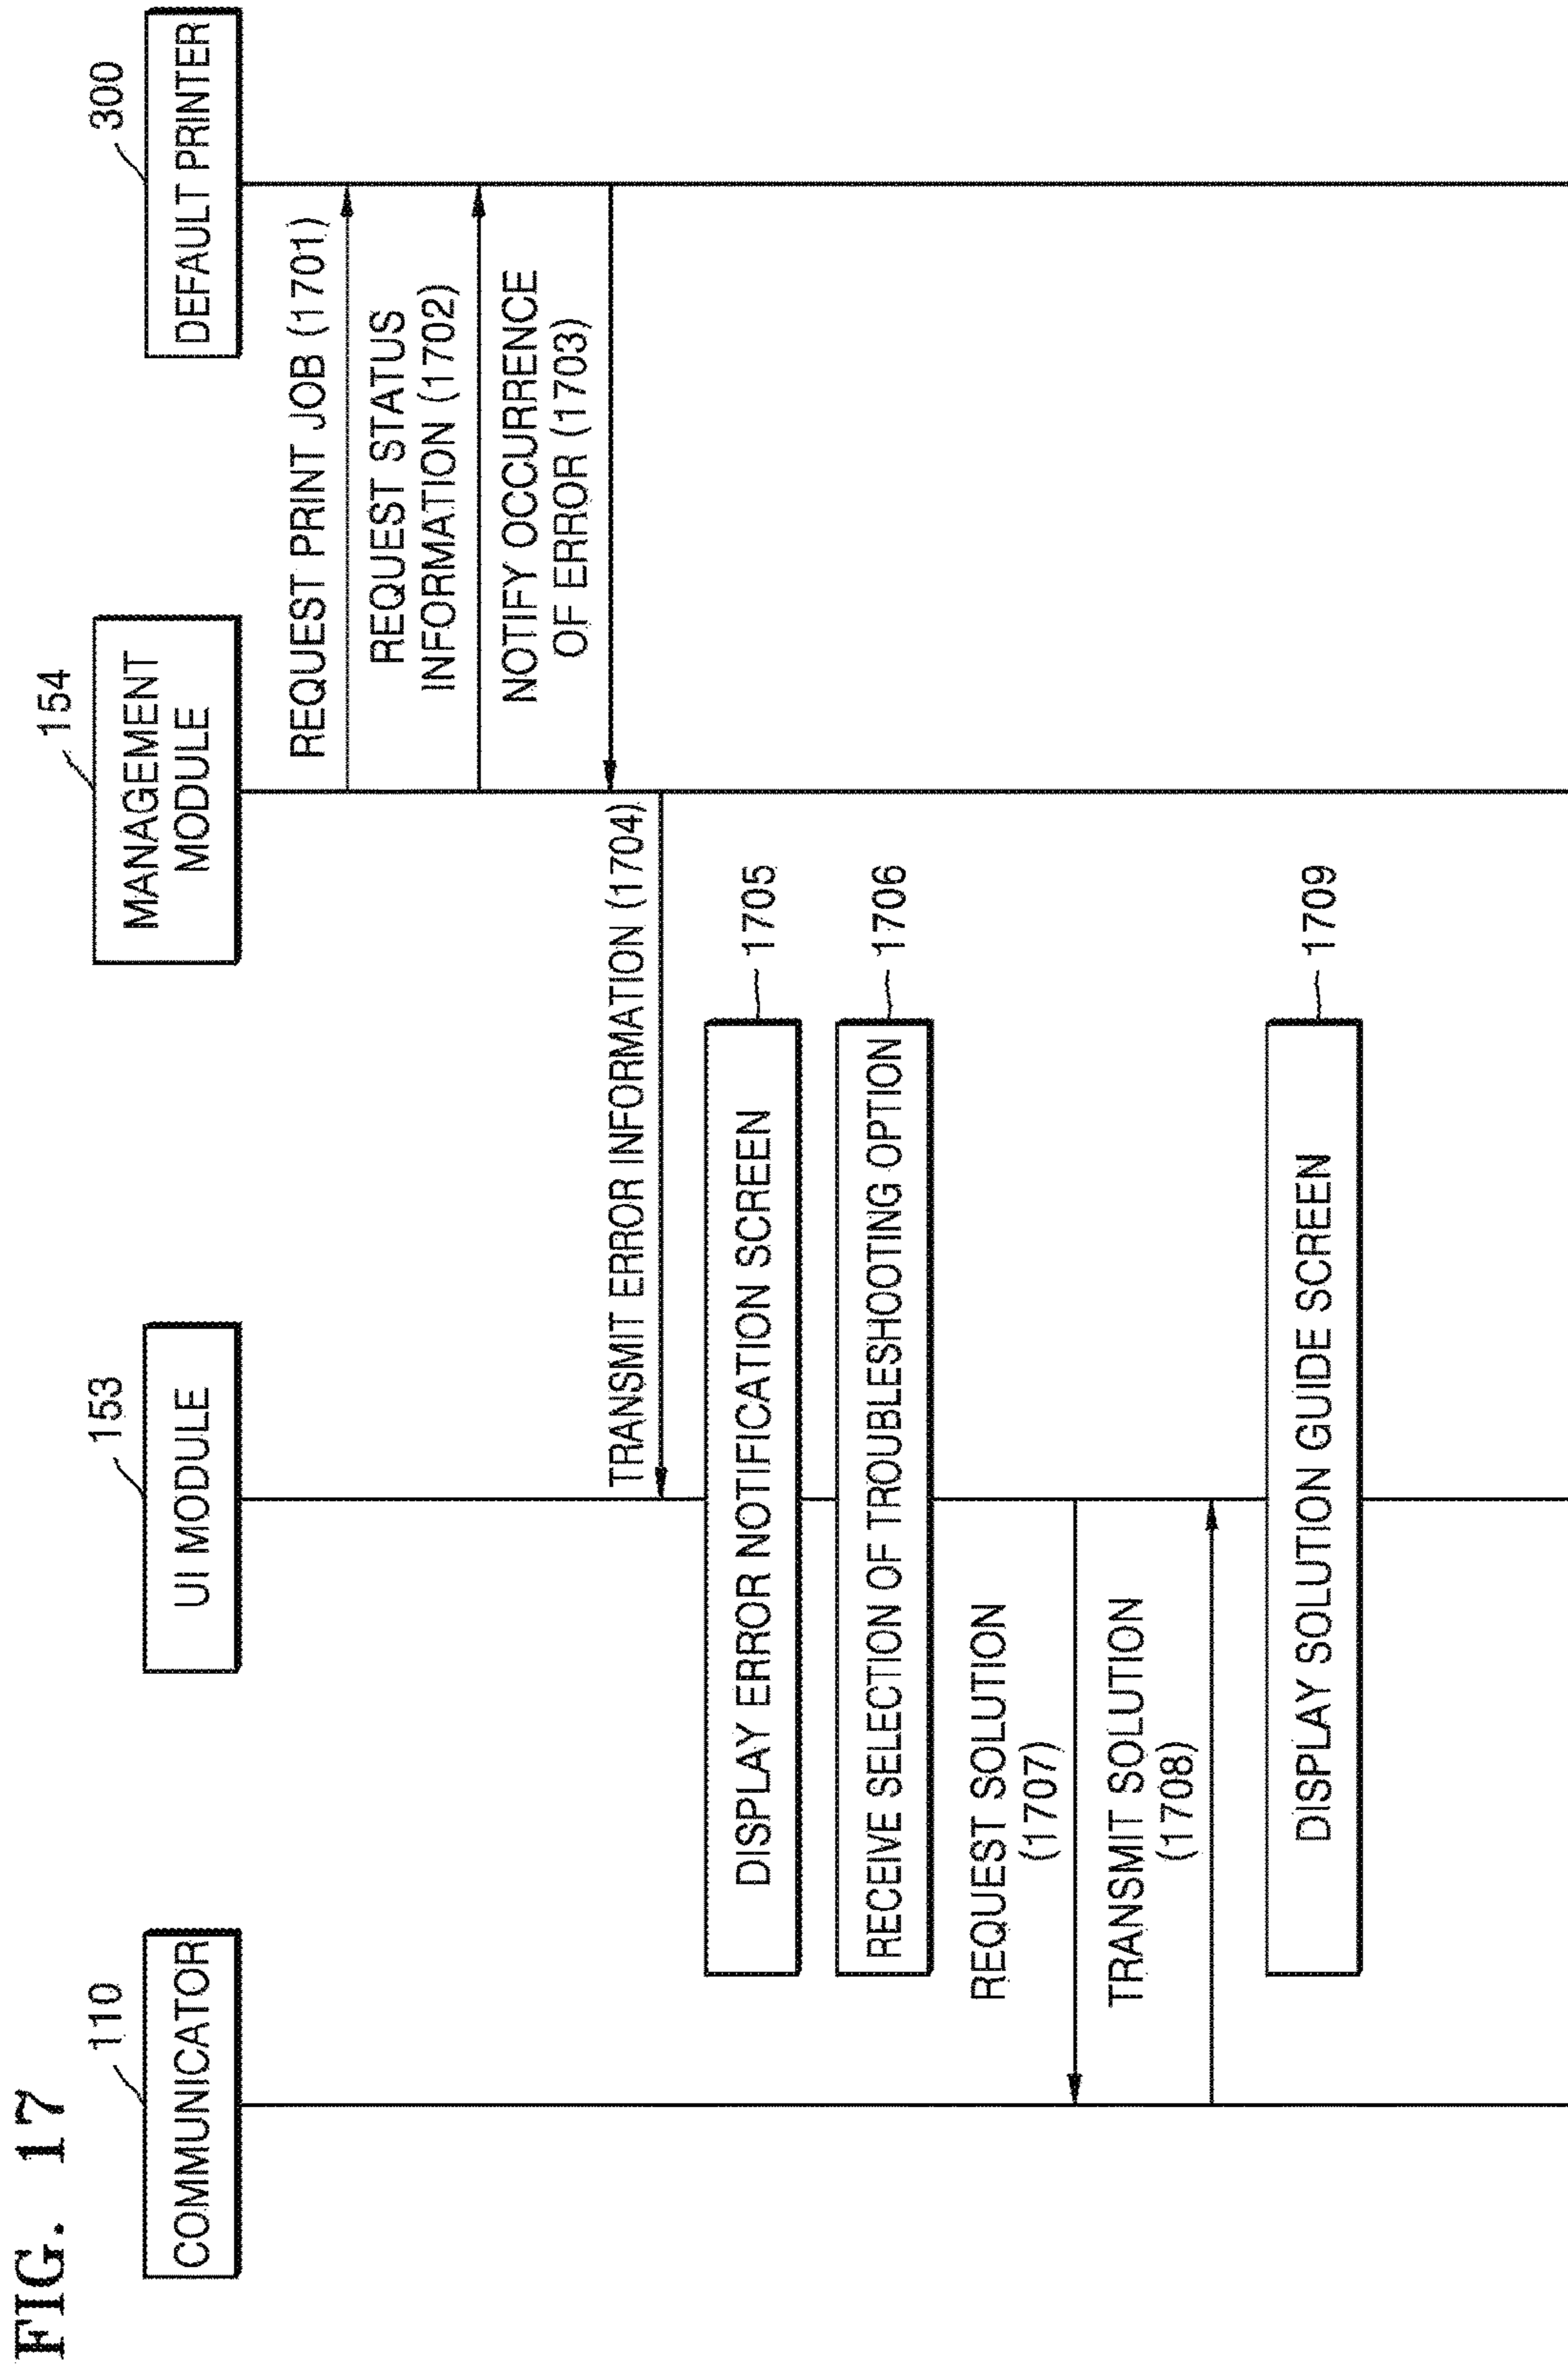 FIG. 17
110
153
154
300
COMMUNICATOR
UI MODULE
MANAGEMENT
MODULE
DEFAULT PRINTER
REQUEST PRINT JOB (1701)
REQUEST STATUS
INFORMATION (1702)
NOTIFY OCCURRENCE
OF ERROR (1703)
TRANSMIT ERROR INFORMATION (1704)
DISPLAY ERROR NOTIFICATION SCREEN
1705
RECEIVE SELECTION OF TROUBLESHOOTING OPTION
1706
REQUEST SOLUTION
(1707)
TRANSMIT SOLUTION
(1708)
DISPLAY SOLUTION GUIDE SCREEN
1709